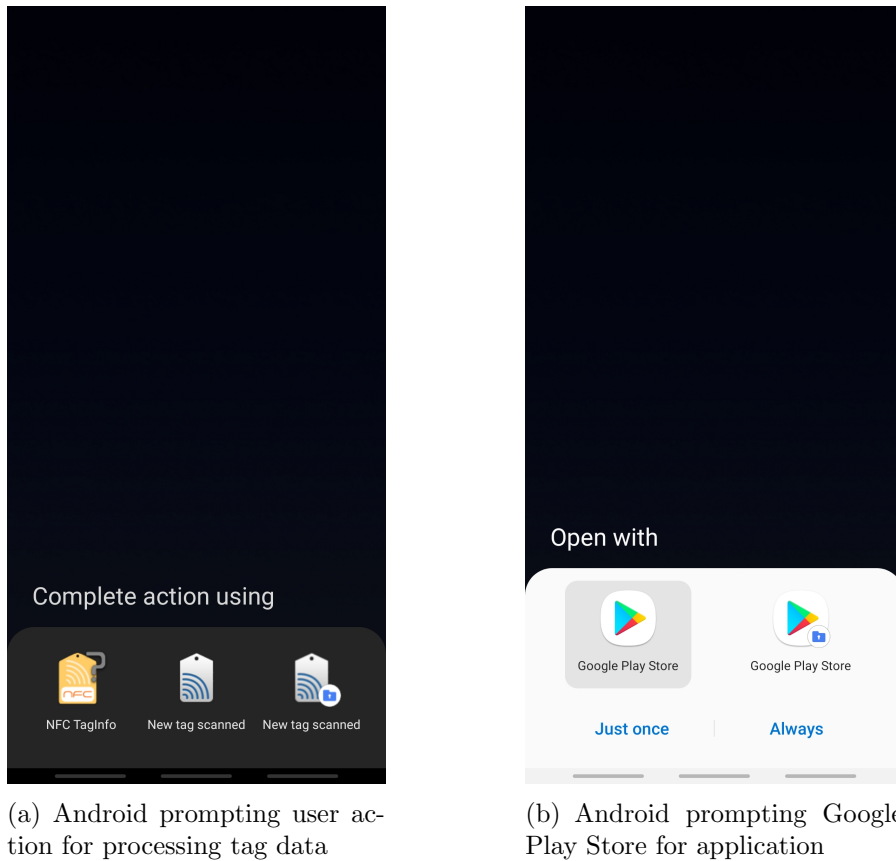 Complete action using
NFC
NFC TagInfo
New tag scanned
New tag scanned
(a) Android prompting user ac-
tion for processing tag data
Open with
Google Play Store
Google Play Store
Just once
Always
(b) Android prompting Google
Play Store for application